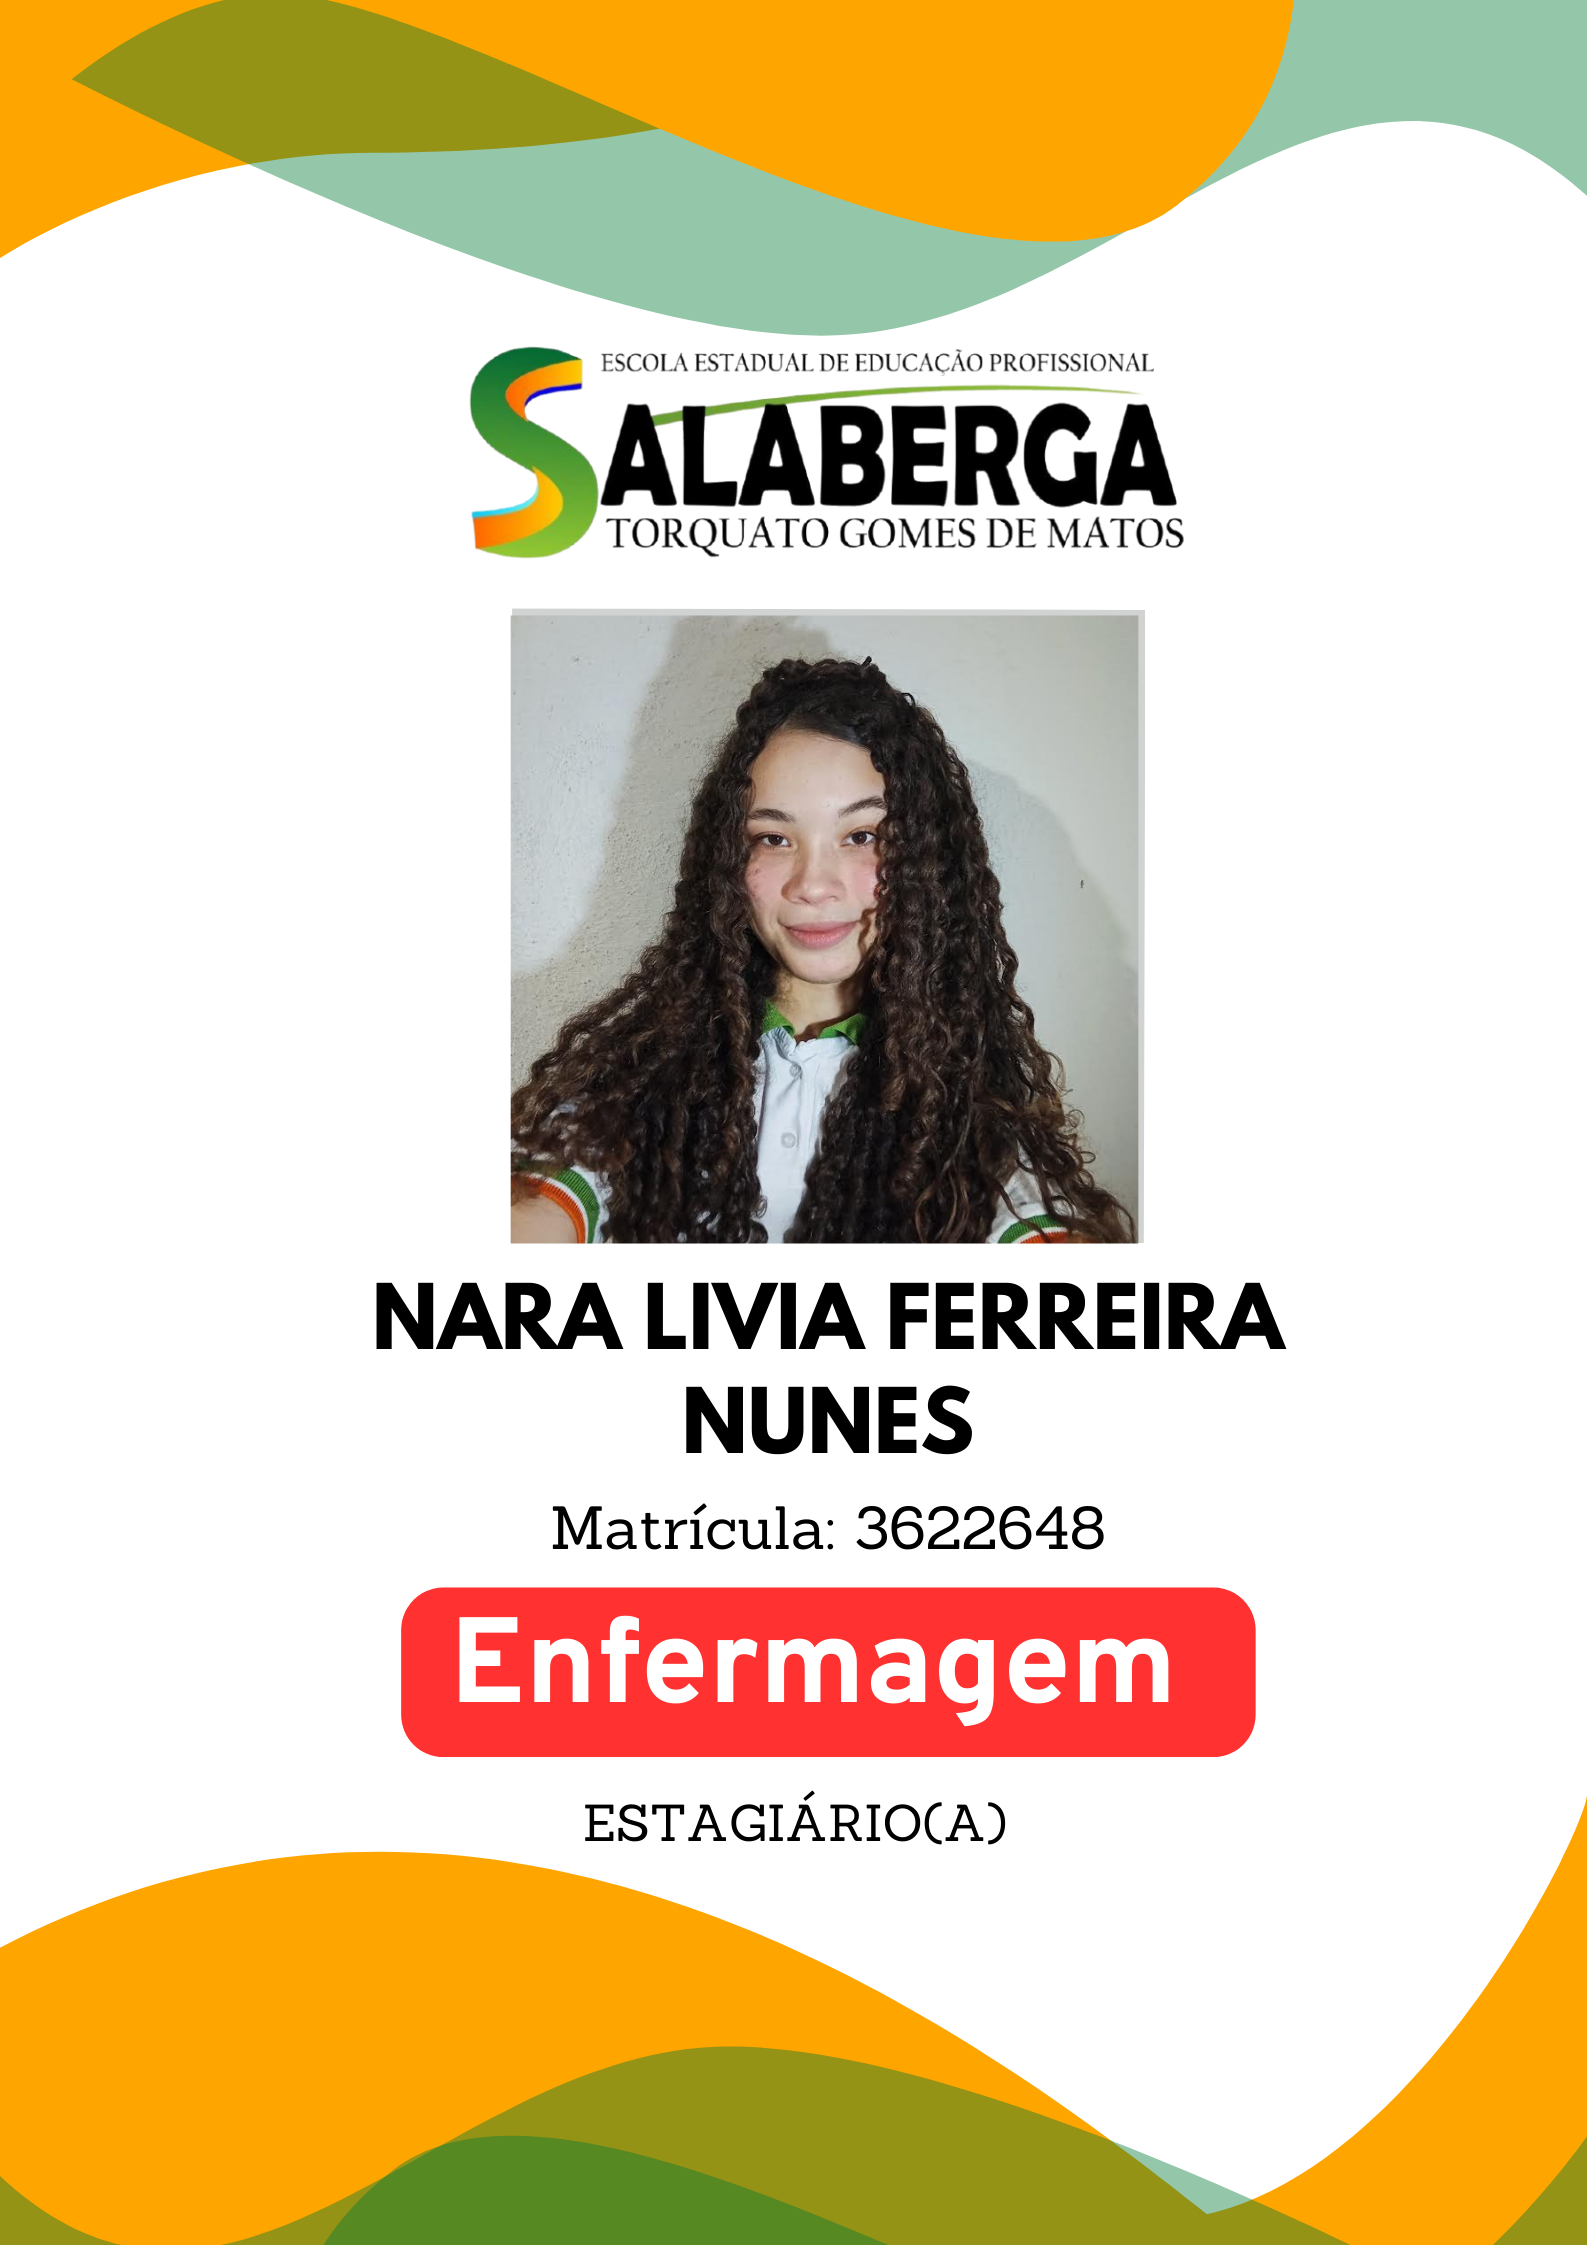 ESCOLA ESTADUAL DE EDUCAÇÃO PROFISSIONAL
SALABERGA
TORQUATO GOMES DE MATOS
NARA LIVIA FERREIRA
NUNES
Matrícula: 3622648
Enfermagem
ESTAGIÁRIO(A)